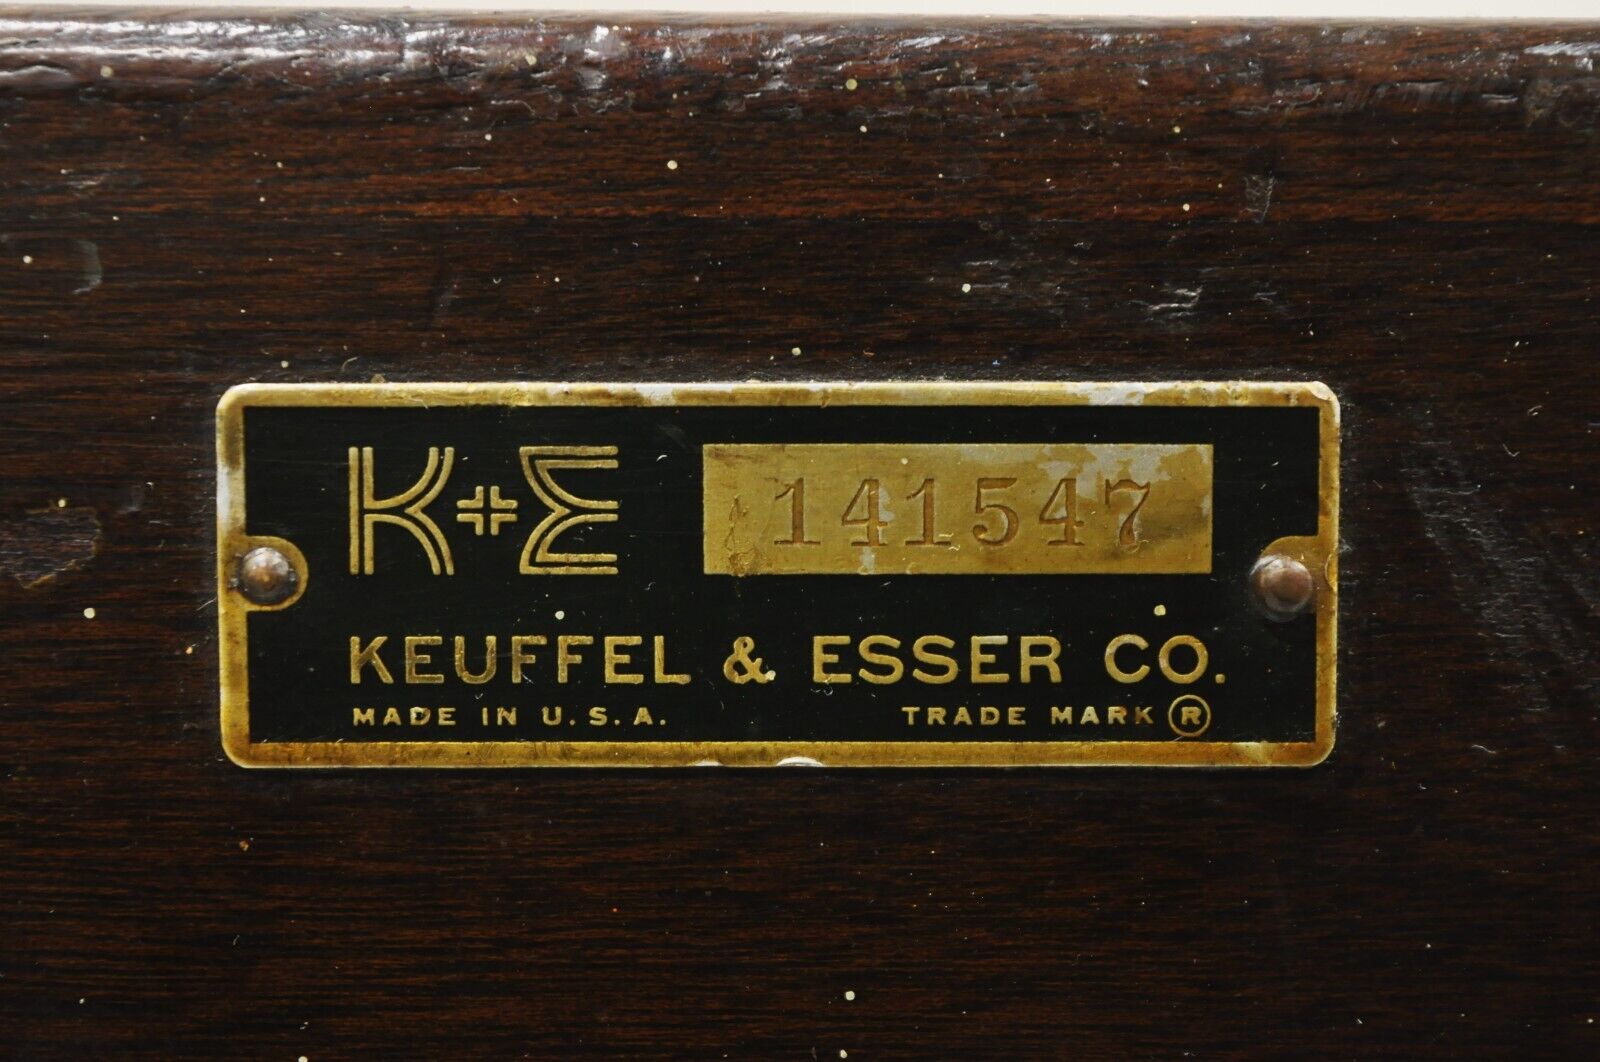 K+E 141547
KEUFFEL & ESSER CO.
MADE IN U.S.A. TRADE MARK ®